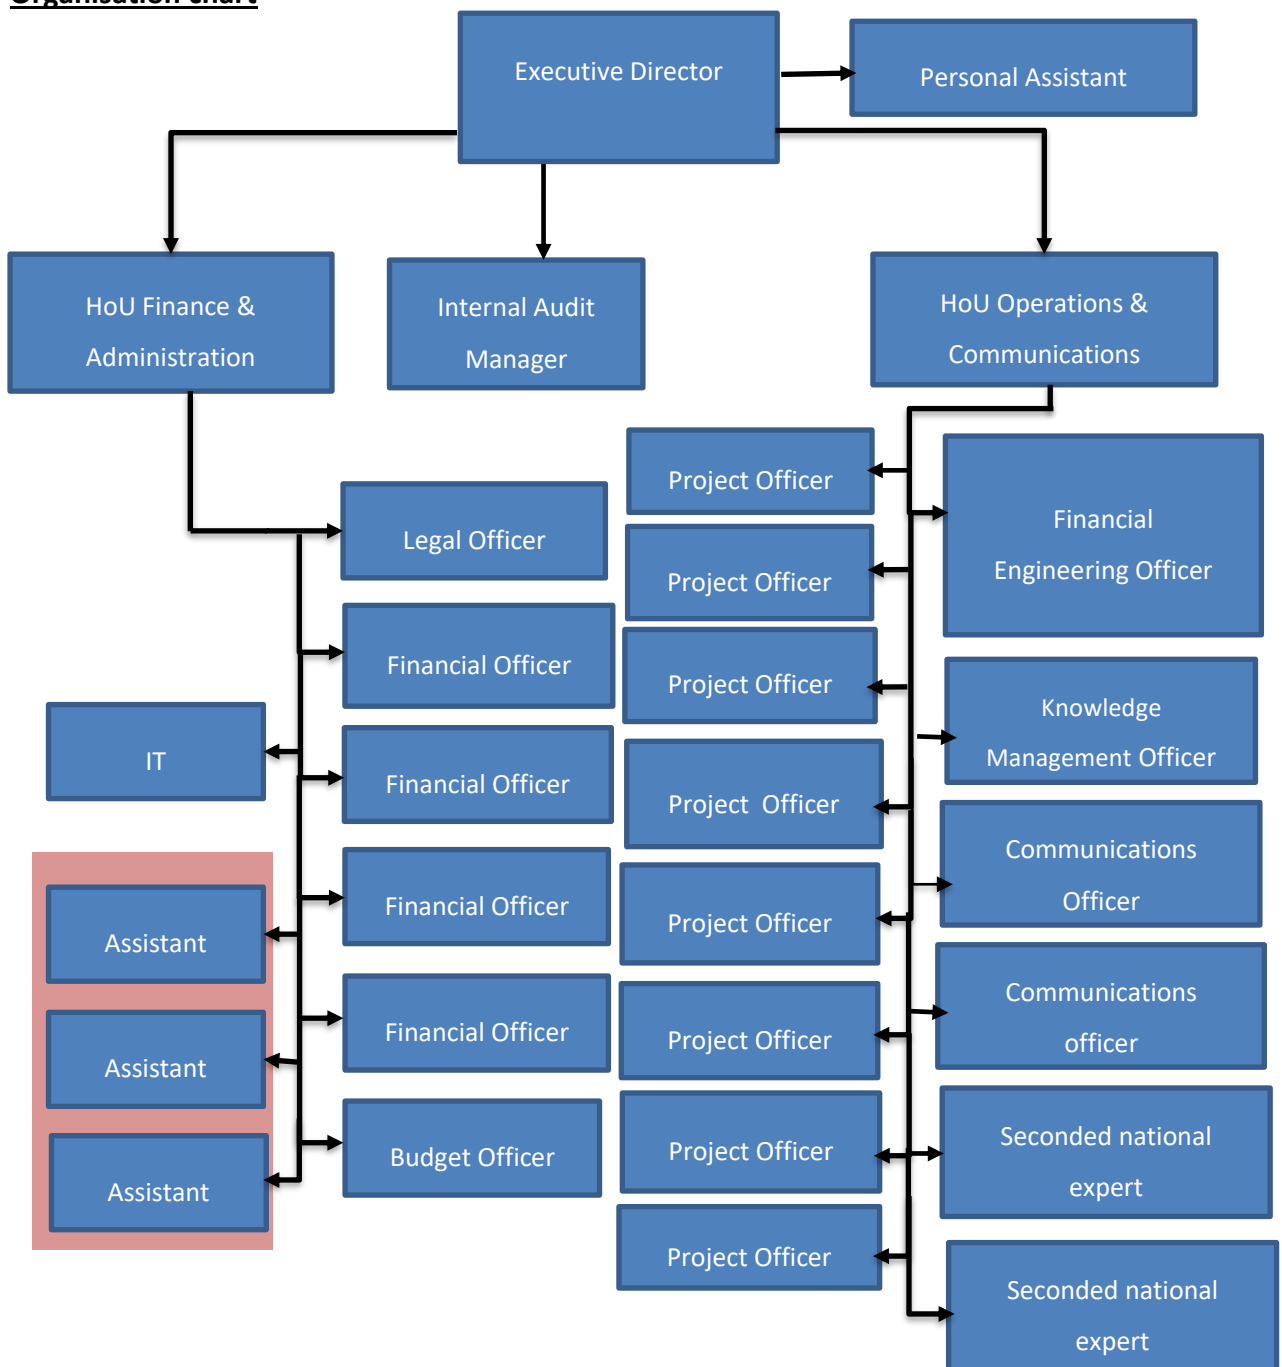 Organisation chart
Executive Director
Personal Assistant
HoU Finance &
Administration
Internal Audit
Manager
HoU Operations &
Communications
Legal Officer
Financial Officer
Financial Officer
Financial Officer
Financial Officer
Budget Officer
IT
Assistant
Assistant
Assistant
Project Officer
Project Officer
Project Officer
Project  Officer
Project Officer
Project Officer
Project Officer
Project Officer
Financial
Engineering Officer
Knowledge
Management Officer
Communications
Officer
Communications
officer
Seconded national
expert
Seconded national
expert